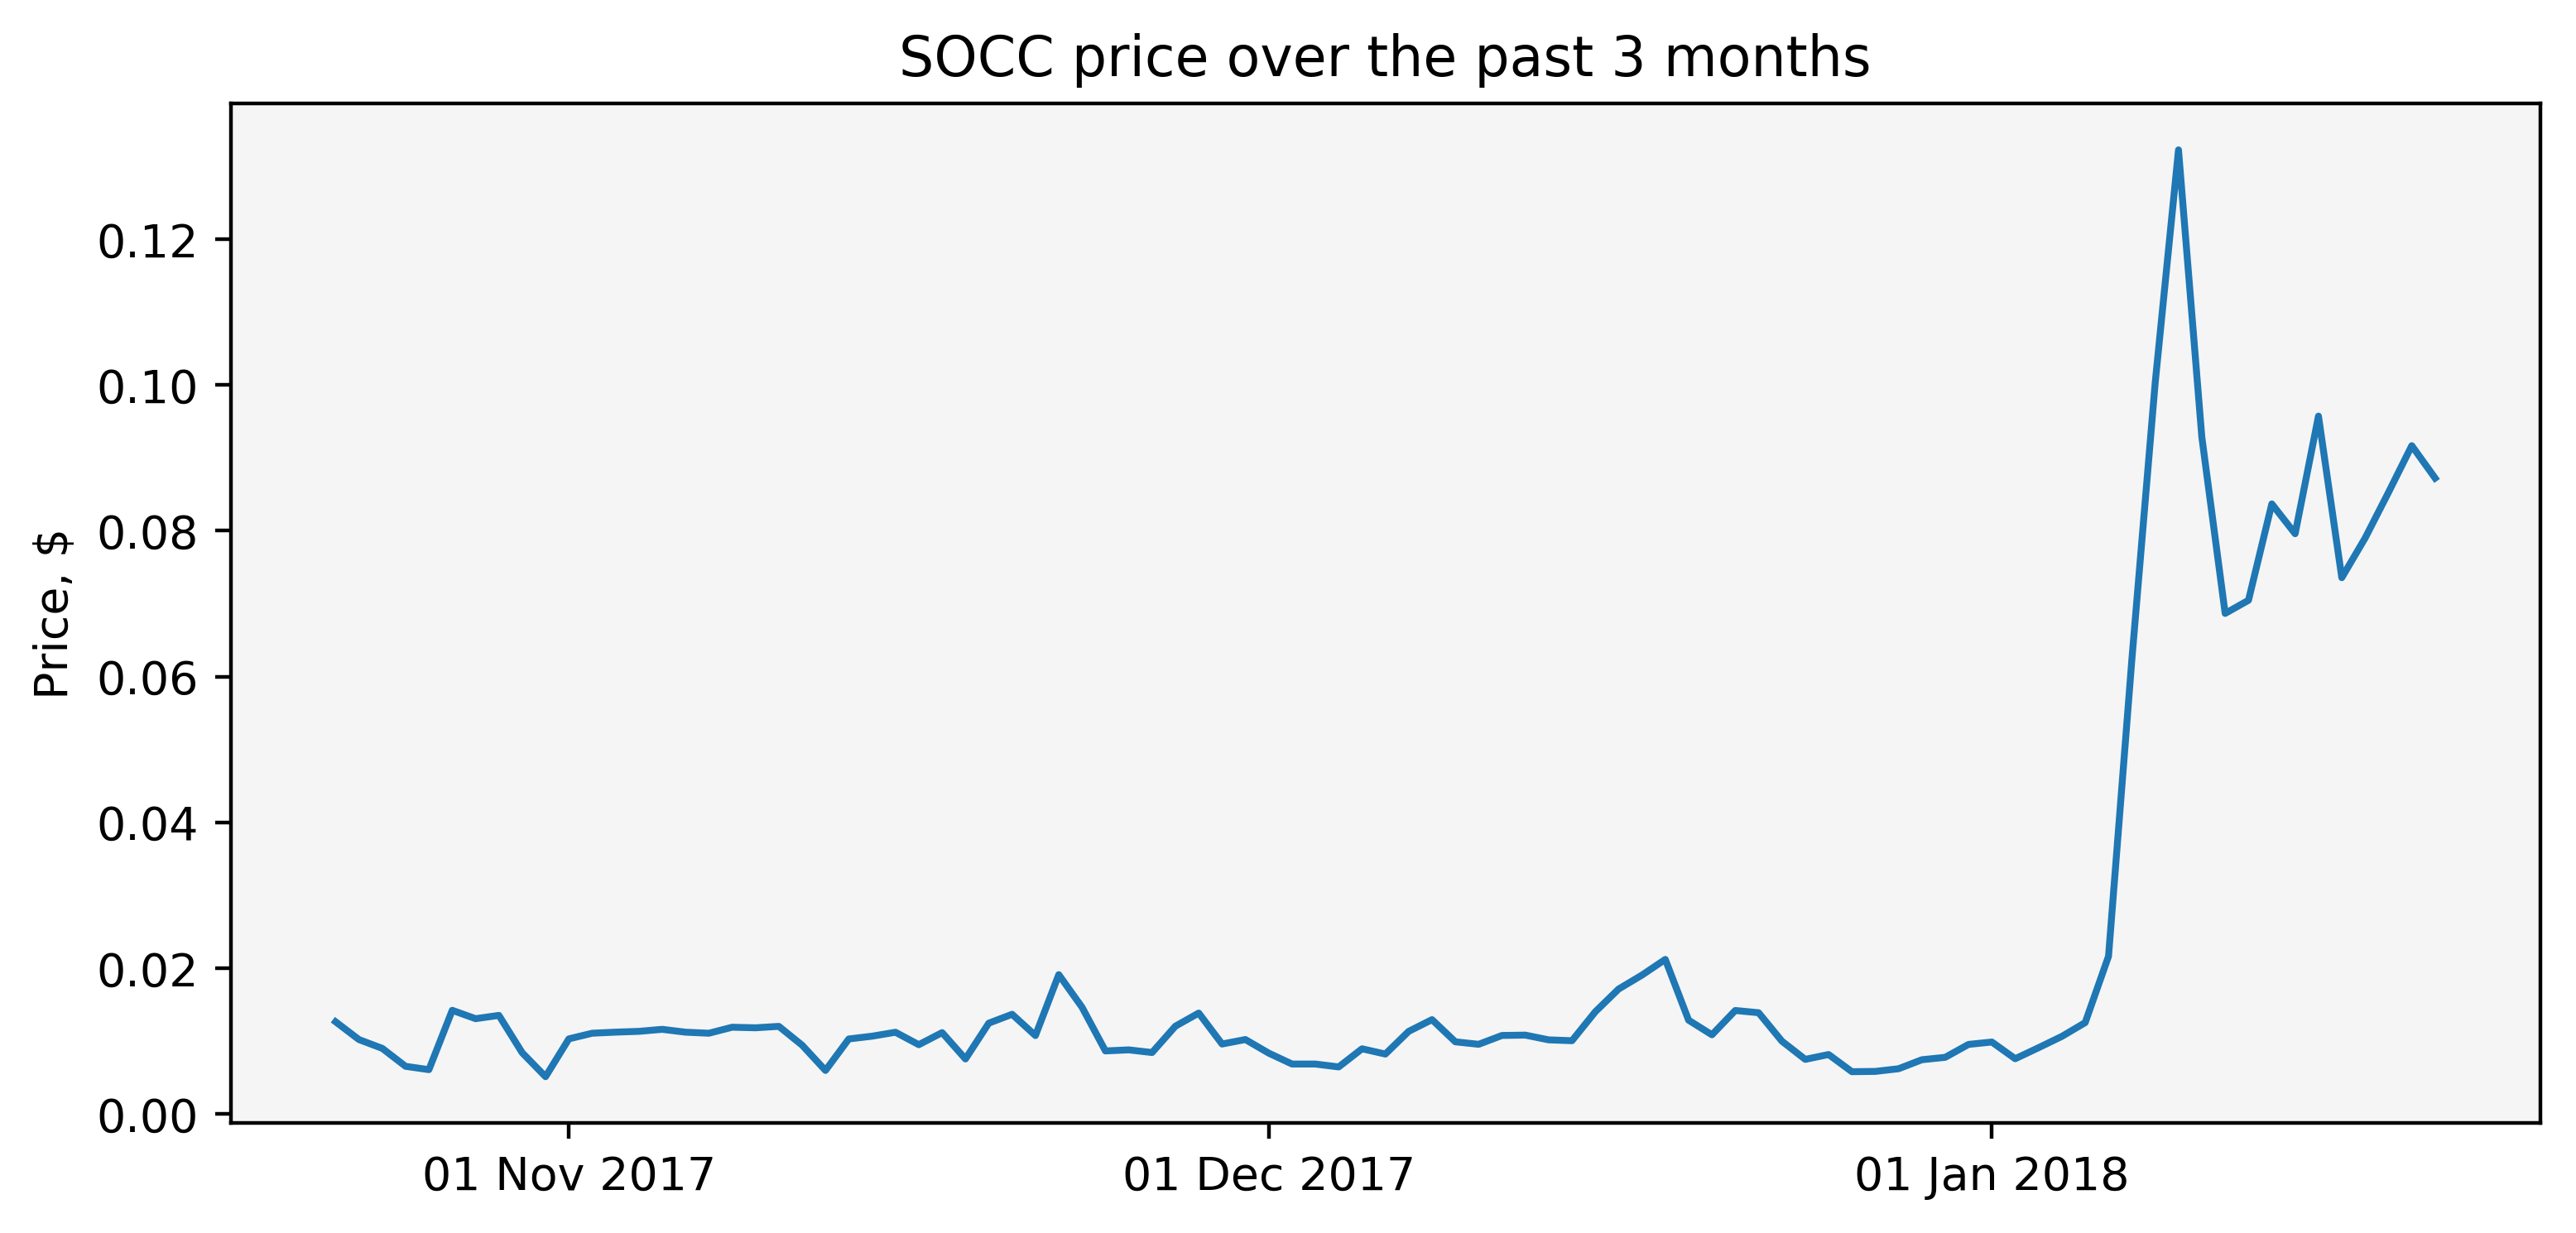 SOCC price over the past 3 months
Price, $
0.12
0.10
0.08
0.06
0.04
0.02
0.00
01 Nov 2017
01 Dec 2017
01 Jan 2018